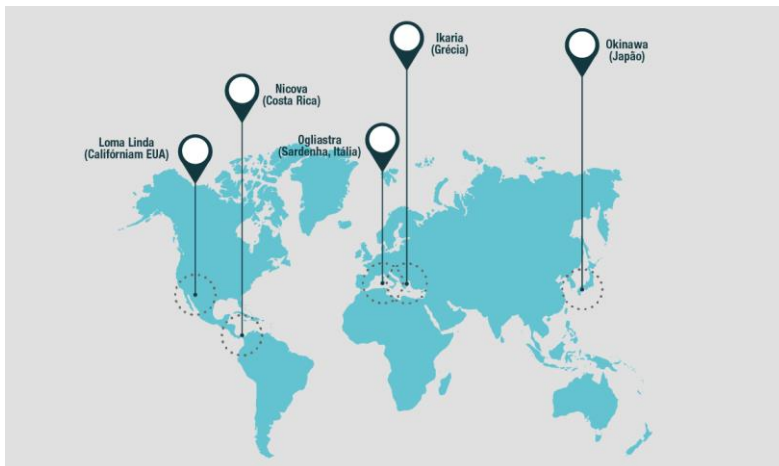 Ikaria
(Grécia)
Okinawa
(Japão)
Nicova
(Costa Rica)
Loma Linda
(Califórniam EUA)
Ogliastra
(Sardenha, Itália)